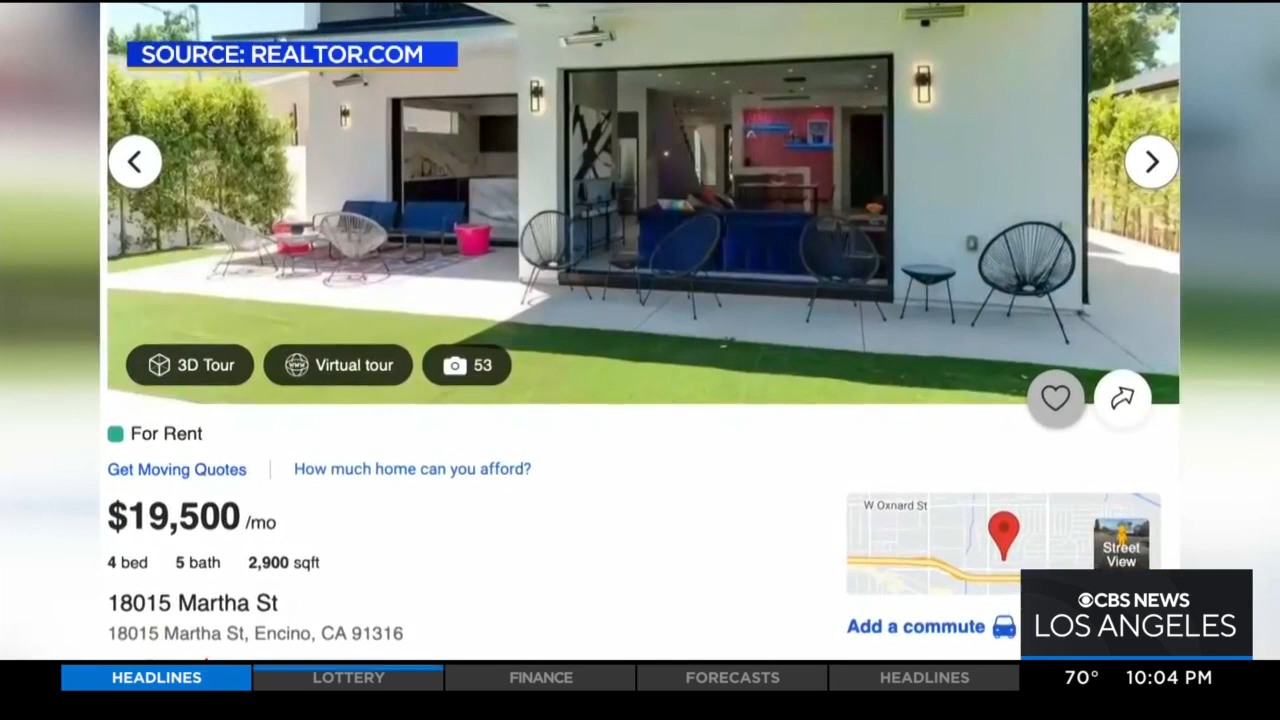 SOURCE: REALTOR.COM
3D Tour
www
Virtual tour
53
For Rent
Get Moving Quotes
How much home can you afford?
$19,500 /mo
4 bed 5 bath 2,900 sqft
18015 Martha St
18015 Martha St, Encino, CA 91316
W Oxnard St
Street
View
Add a commute
CBS NEWS
LOS ANGELES
HEADLINES LOTTERY FINANCE FORECASTS HEADLINES 70° 10:04 PM